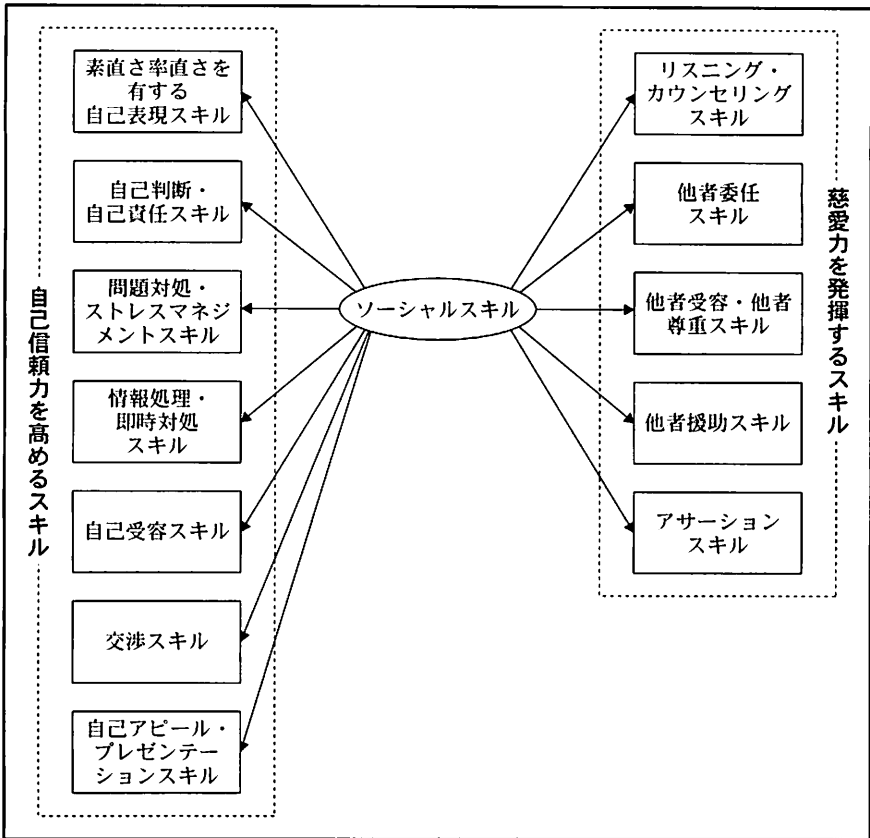 素直さ率直さを
有する
自己表現スキル
自己判断・
自己責任スキル
問題対処・
ストレスマネジ
メントスキル
情報処理・
即時対処
スキル
自己受容スキル
交渉スキル
自己アピール・
プレゼンテー
ションスキル
自己信頼力を高めるスキル
ソーシャルスキル
リスニング・
カウンセリング
スキル
他者委任
スキル
他者受容・他者
尊重スキル
他者援助スキル
アサーション
スキル
慈愛力を発揮するスキル